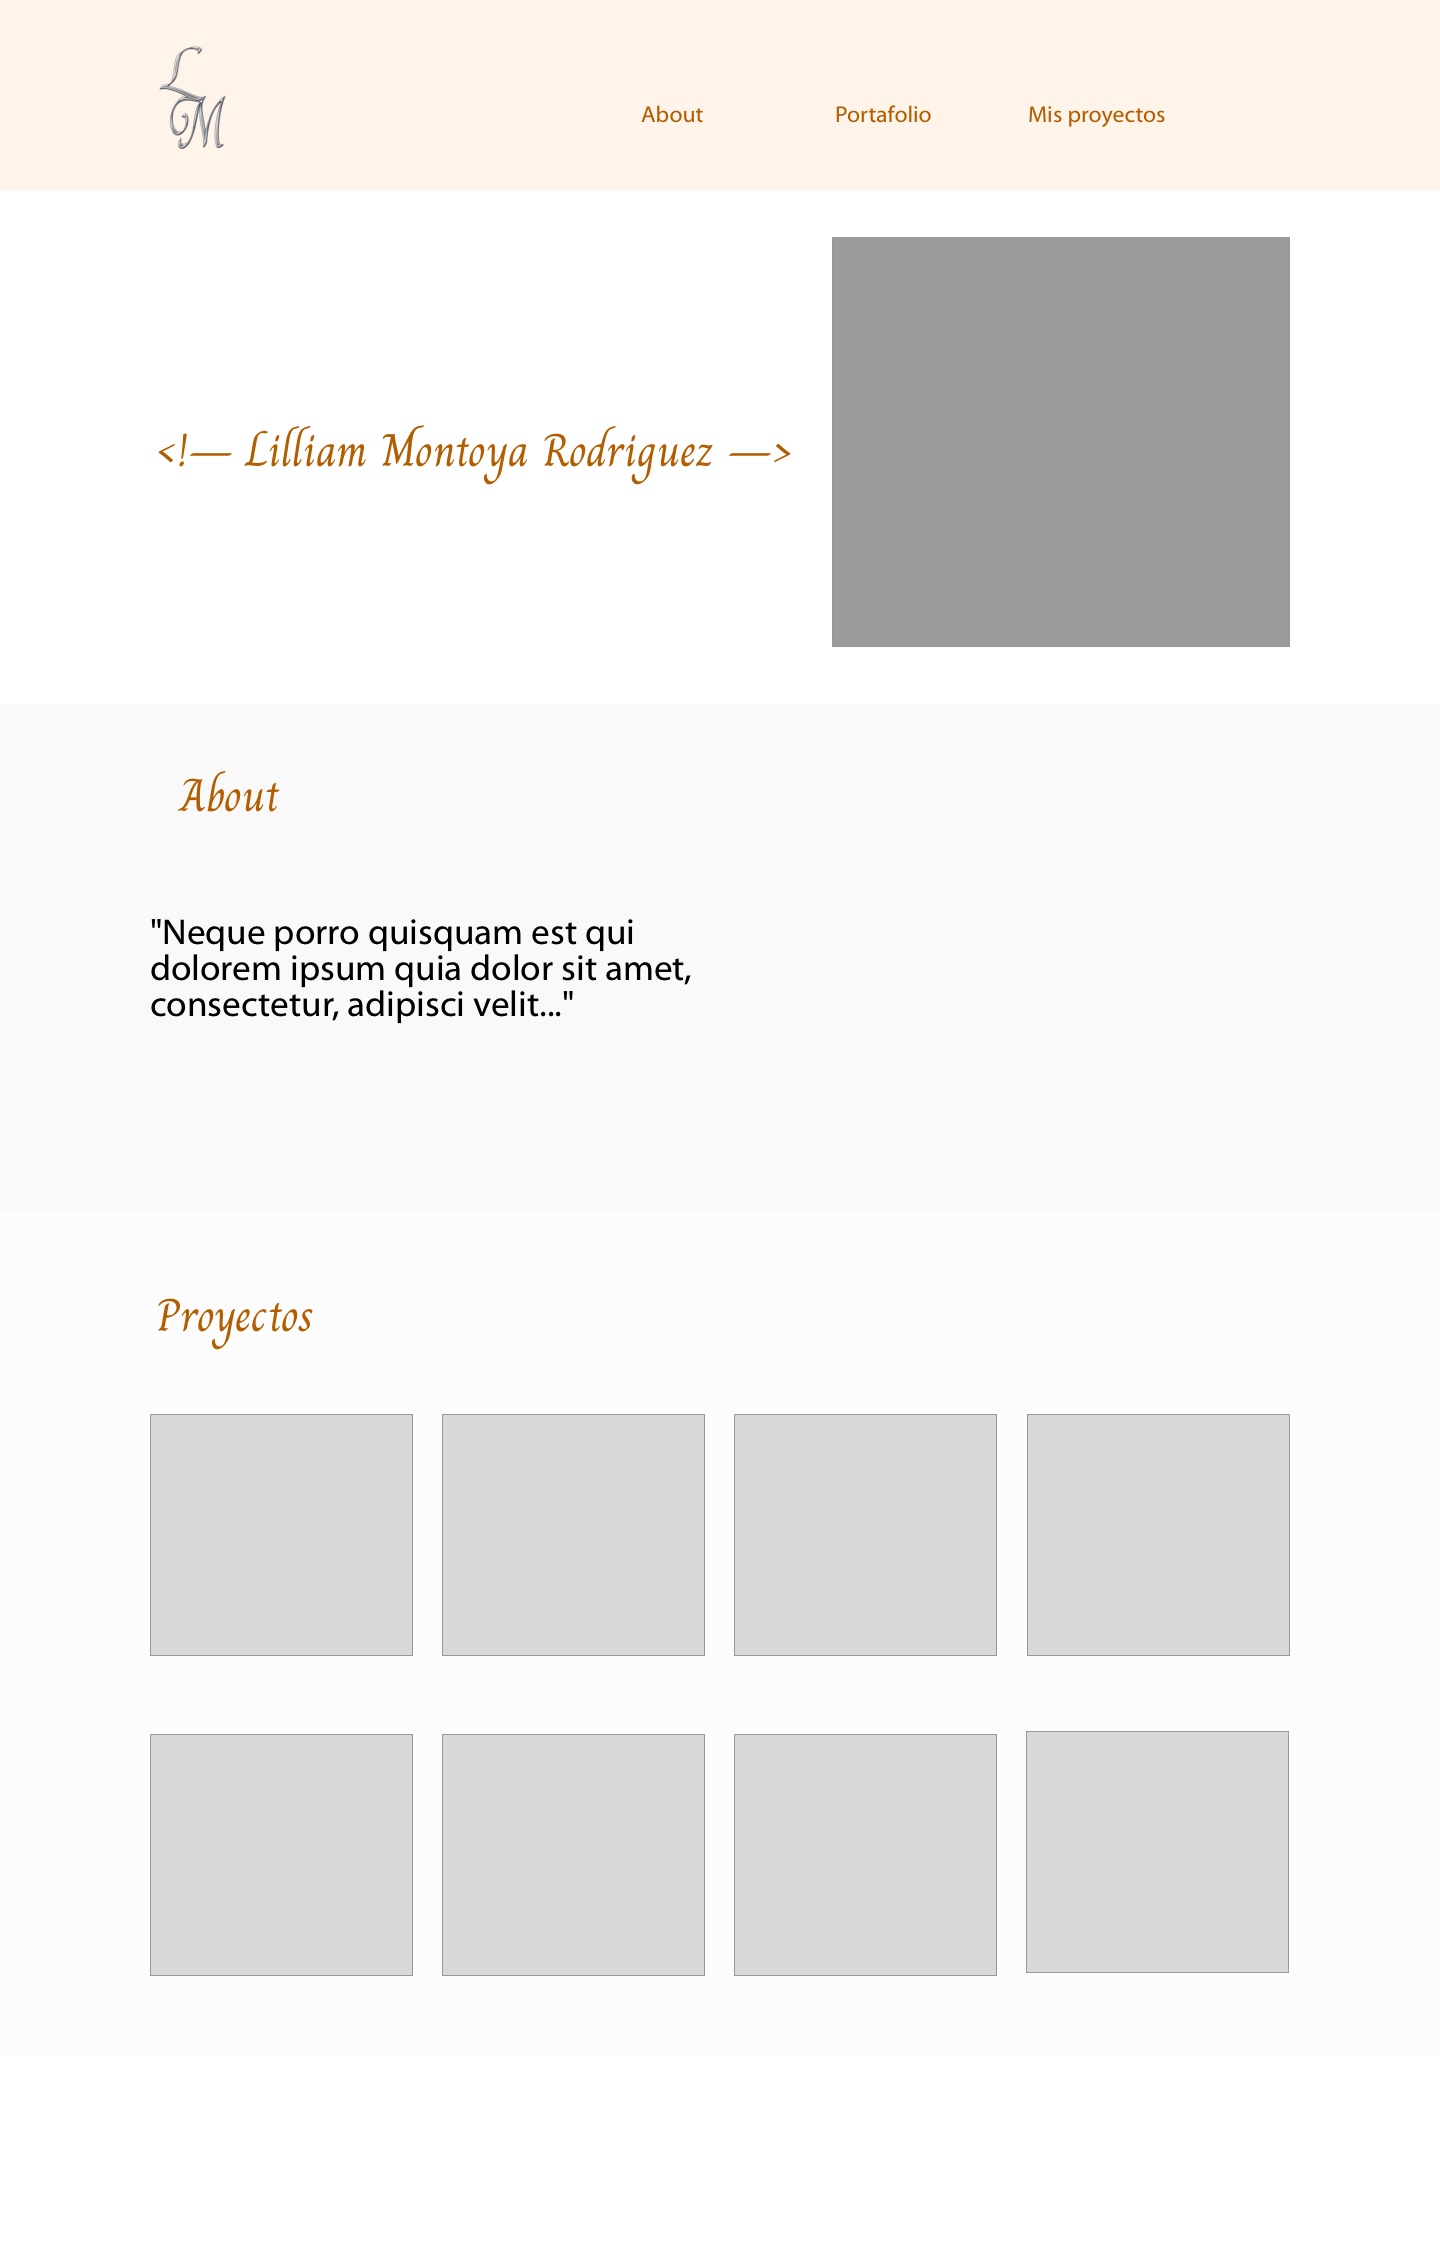 L
M
About Portafolio Mis proyectos
<!— Lilliam Montoya Rodriguez —>
About
"Neque porro quisquam est qui
dolorem ipsum quia dolor sit amet,
consectetur, adipisci velit..."
Proyectos